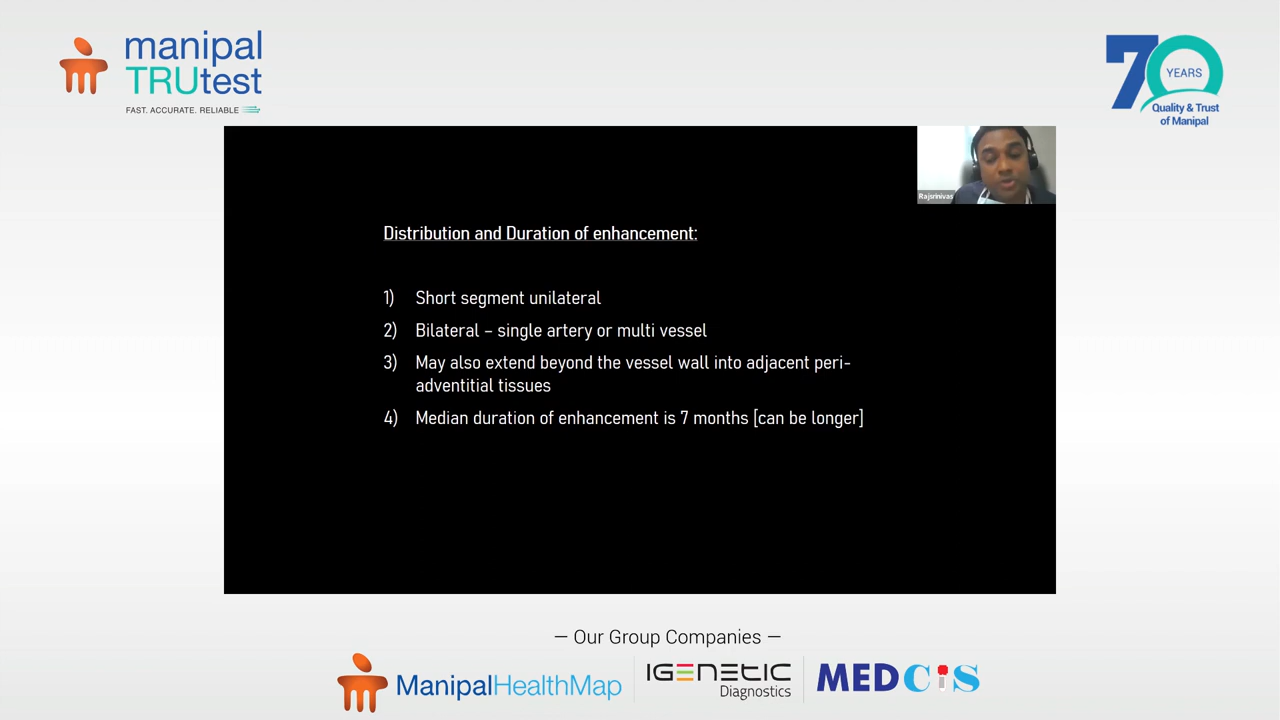 manipal
TRUtest
FAST. ACCURATE. RELIABLE
70
YEARS
Quality & Trust
of Manipal
Rajsrinivas
Distribution and Duration of enhancement:
1) Short segment unilateral
2) Bilateral – single artery or multi vessel
3) May also extend beyond the vessel wall into adjacent peri-
adventitial tissues
4) Median duration of enhancement is 7 months [can be longer]
— Our Group Companies —
ManipalHealthMap
IGENETIC
Diagnostics
MEDCiS